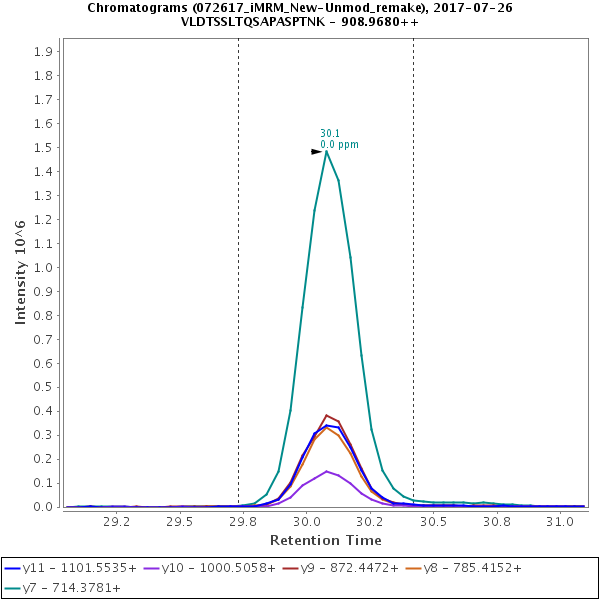 Chromatograms (072617_iMRM_New-Unmod_remake), 2017-07-26
VLDTSSLTQSAPASPTNK - 908.9680++
1.9
1.8
1.7
1.6
1.5
1.4
1.3
1.2
1.1
1.0
0.9
0.8
0.7
0.6
0.5
0.4
0.3
0.2
0.1
0.0
Intensity 10^6
30.1
0.0 ppm
29.2 29.5 29.8 30.0 30.2 30.5 30.8 31.0
Retention Time
y11 - 1101.5535+ y10 - 1000.5058+ y9 - 872.4472+ y8 - 785.4152+
y7 - 714.3781+